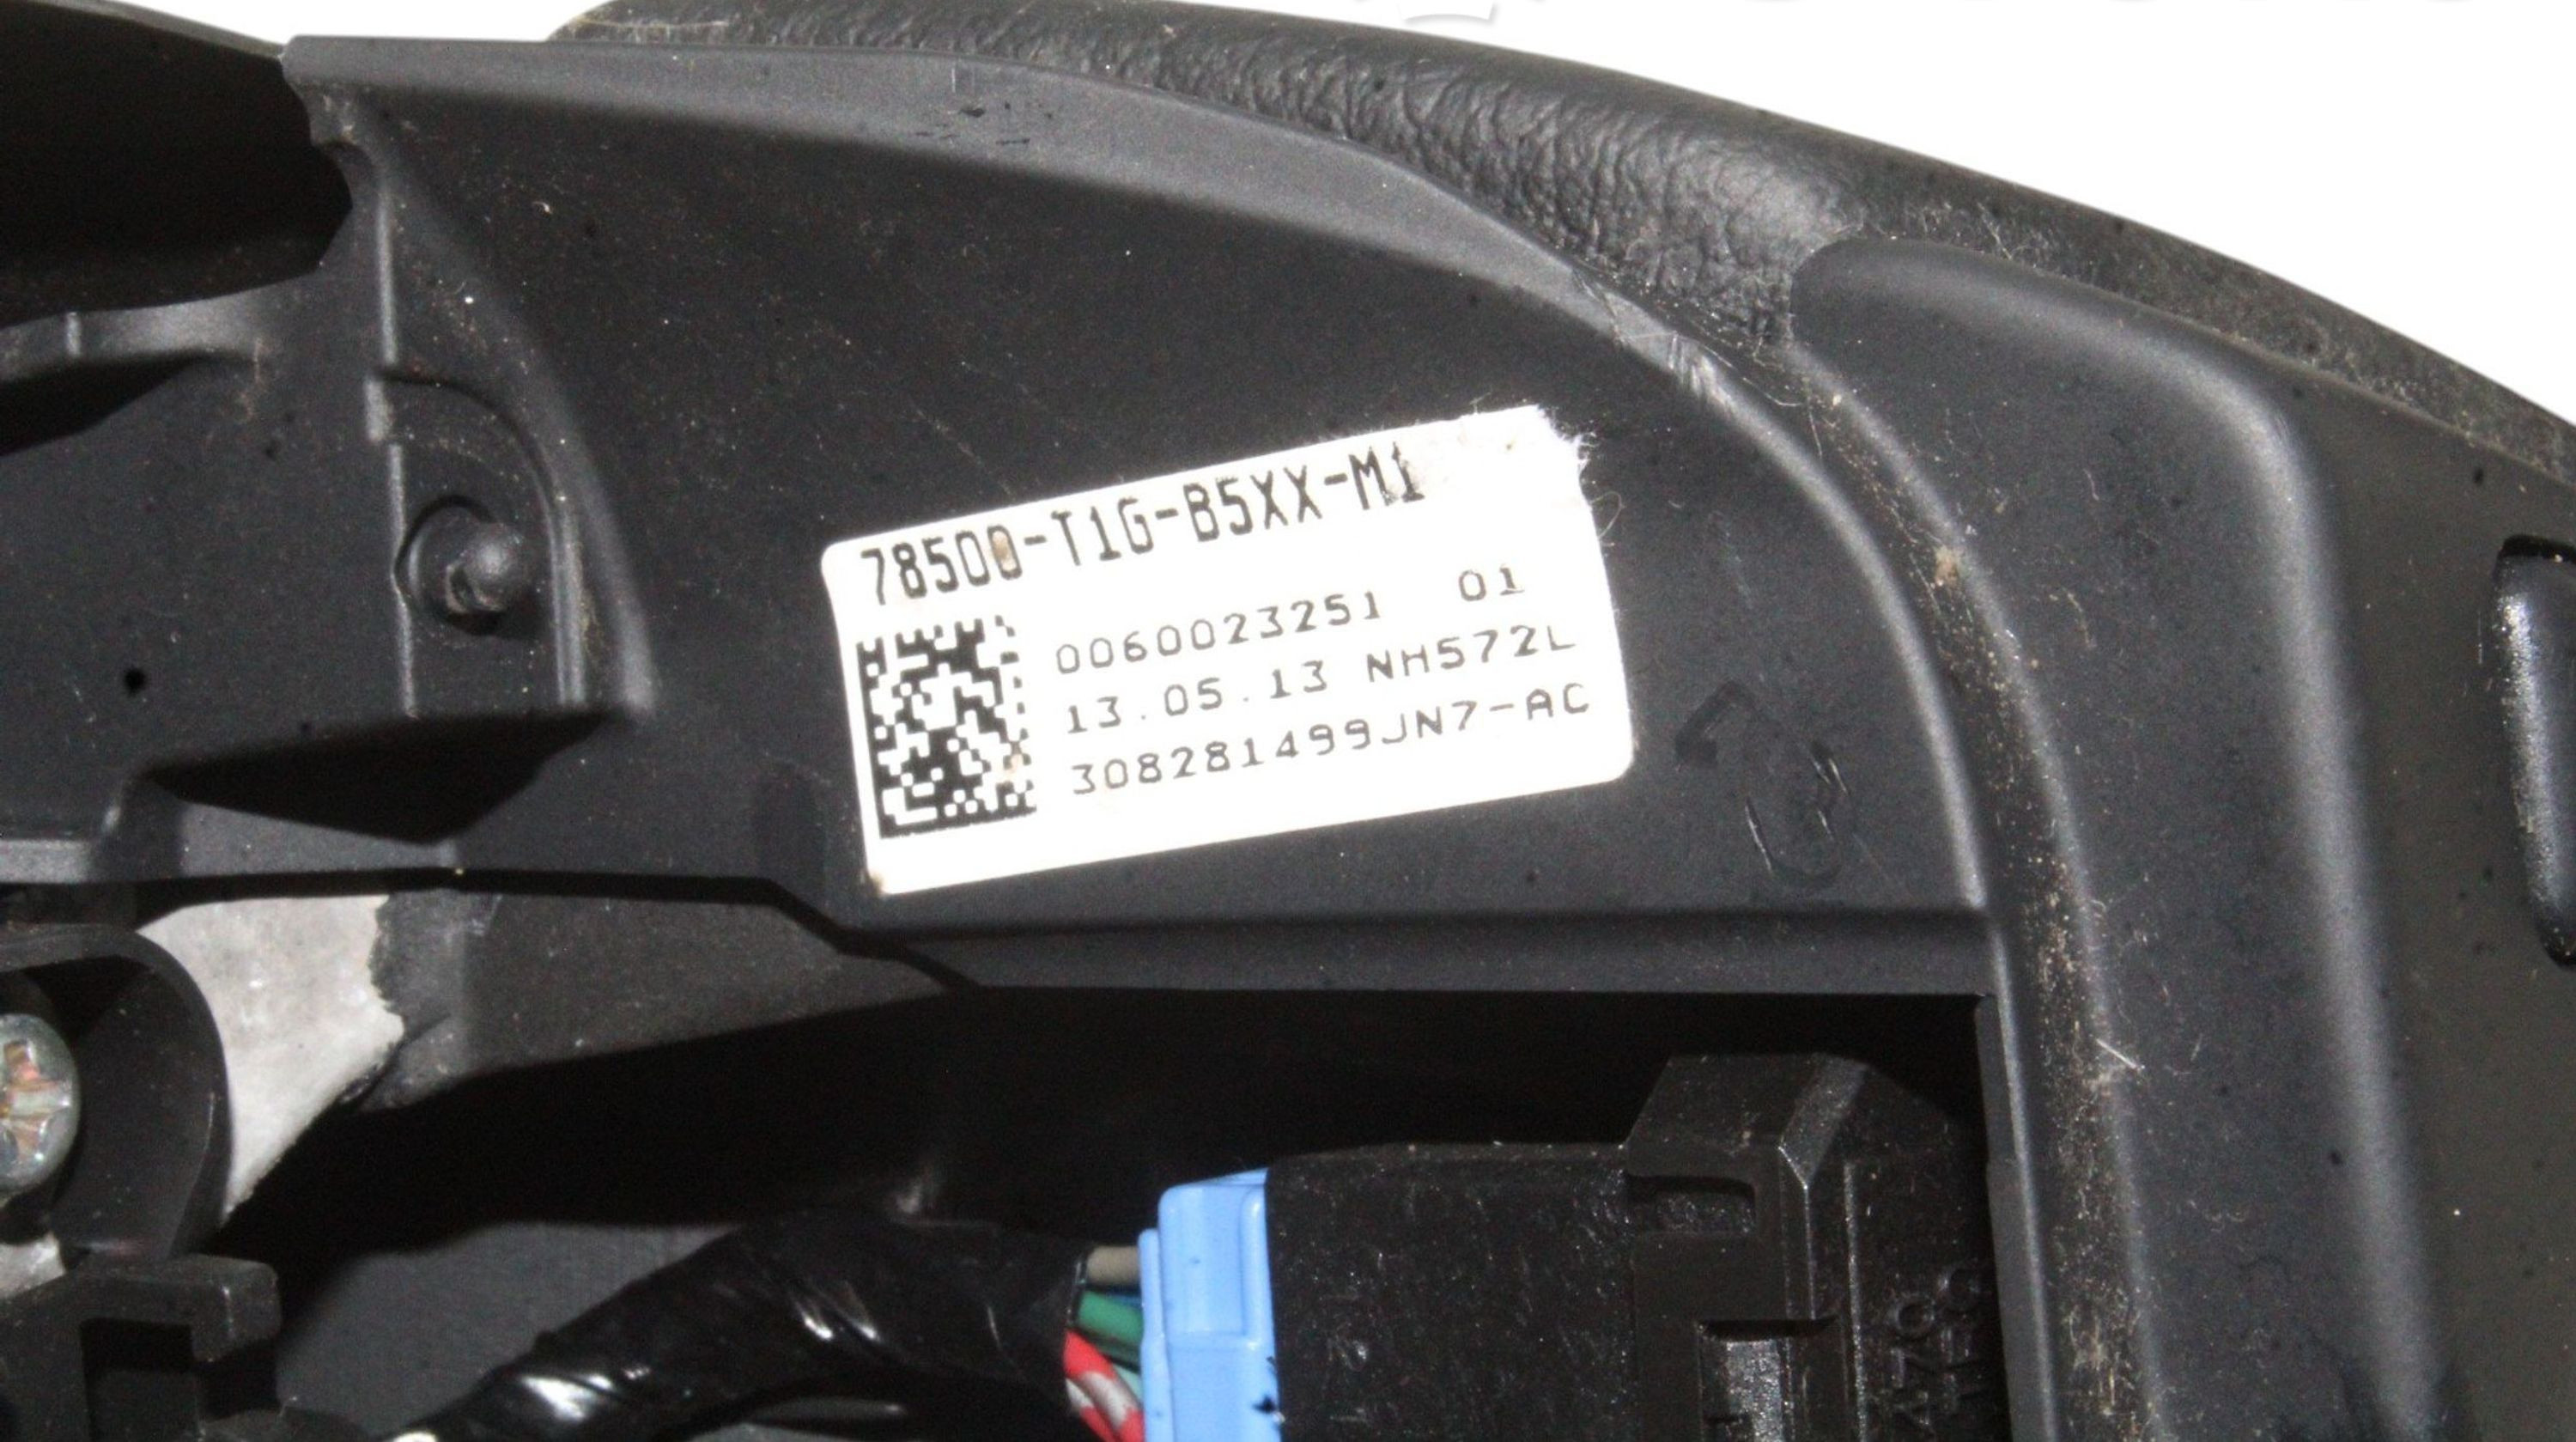 78500-T1G-B5XX-M1
0060023251 01
13.05.13 NH572L
308281499JN7-AC